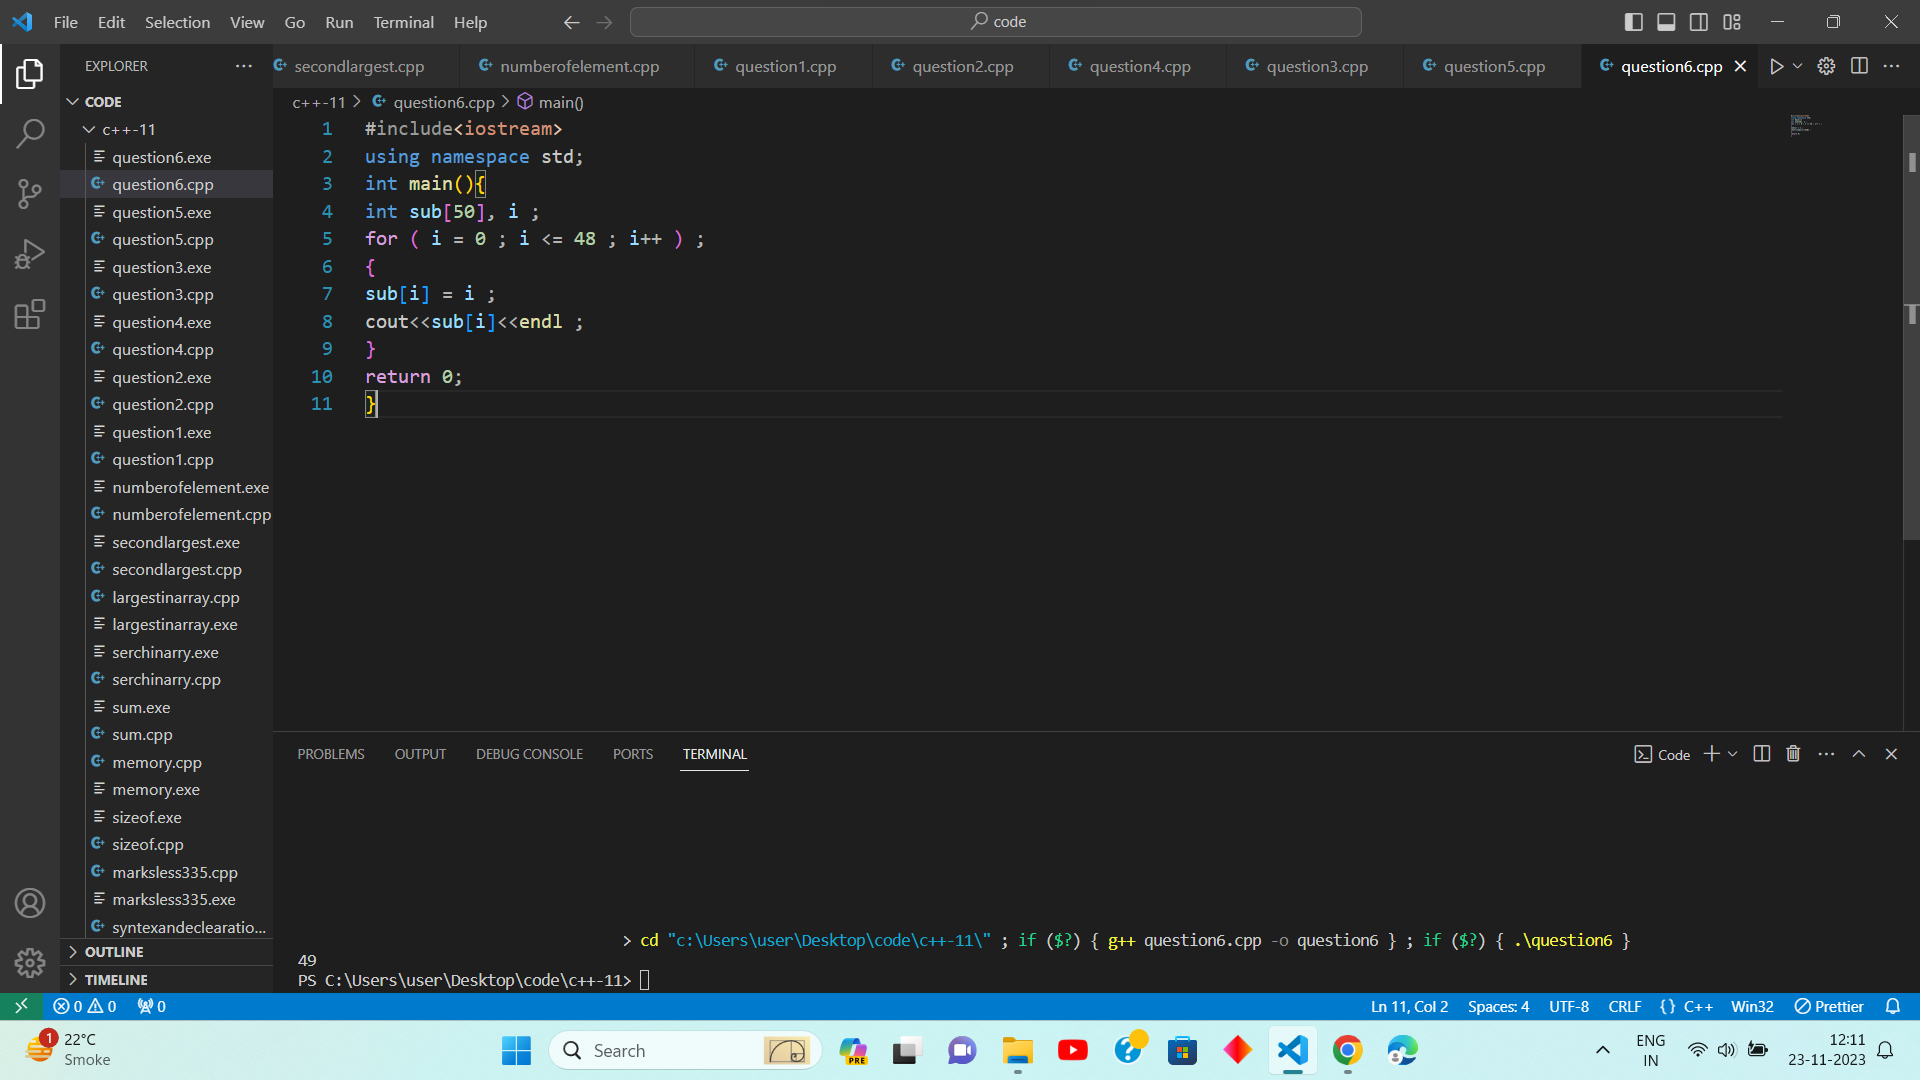 File Edit Selection View Go Run Terminal Help
code
EXPLORER
secondlargest.cpp
numberofelement.cpp
question1.cpp
question2.cpp
question4.cpp
question3.cpp
question5.cpp
question6.cpp
CODE
c++-11
question6.exe
question6.cpp
question5.exe
question5.cpp
question3.exe
question3.cpp
question4.exe
question4.cpp
question2.exe
question2.cpp
question1.exe
question1.cpp
numberofelement.exe
numberofelement.cpp
secondlargest.exe
secondlargest.cpp
largestinarray.cpp
largestinarray.exe
serchinarry.exe
serchinarry.cpp
sum.exe
sum.cpp
memory.cpp
memory.exe
sizeof.exe
sizeof.cpp
marksless335.cpp
marksless335.exe
syntexandeclearatio...
OUTLINE
TIMELINE
c++-11 > question6.cpp > main()
1 #include<iostream>
2 using namespace std;
3 int main(){
4 int sub[50], i ;
5 for ( i = 0 ; i <= 48 ; i++ ) ;
6 {
7 sub[i] = i ;
8 cout<<sub[i]<<endl ;
9 }
10 return 0;
11 }
PROBLEMS OUTPUT DEBUG CONSOLE PORTS TERMINAL
Code
> cd "c:\Users\user\Desktop\code\c++-11\" ; if ($?) { g++ question6.cpp -o question6 } ; if ($?) { .\question6 }
49
PS C:\Users\user\Desktop\code\c++-11>
0 0 0
Ln 11, Col 2 Spaces: 4 UTF-8 CRLF {} C++ Win32 Prettier
1
22°C
Smoke
Search
PRE
ENG
IN
12:11
23-11-2023